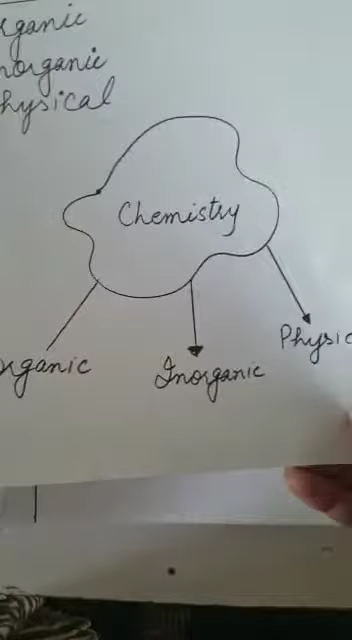 rganic
norganic
hysical
Chemistry
rganic
Inorganic
Physic